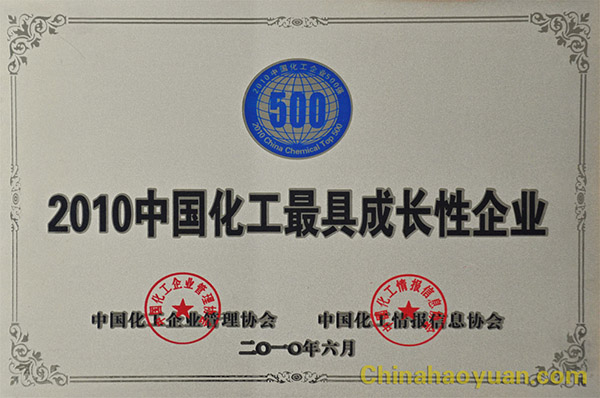 2010中国化工企业500强
500
2010 China Chemical Top 500
2010中国化工最具成长性企业
中国化工企业管理协会
中国化工情报信息协会
二〇一〇年六月
Chinahaoyuan.com